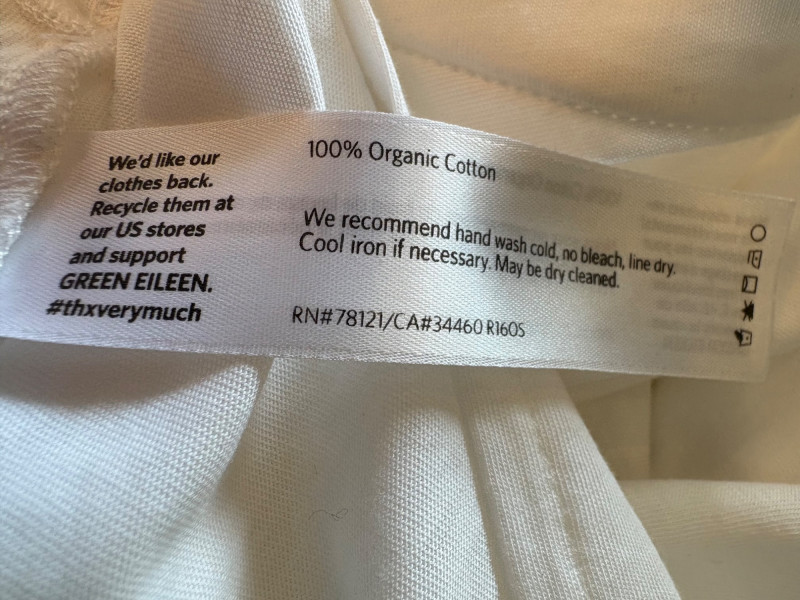 We'd like our
clothes back.
Recycle them at
our US stores
and support
GREEN EILEEN.
#thxverymuch
100% Organic Cotton
We recommend hand wash cold, no bleach, line dry.
Cool iron if necessary. May be dry cleaned.
RN#78121/CA#34460 R160S